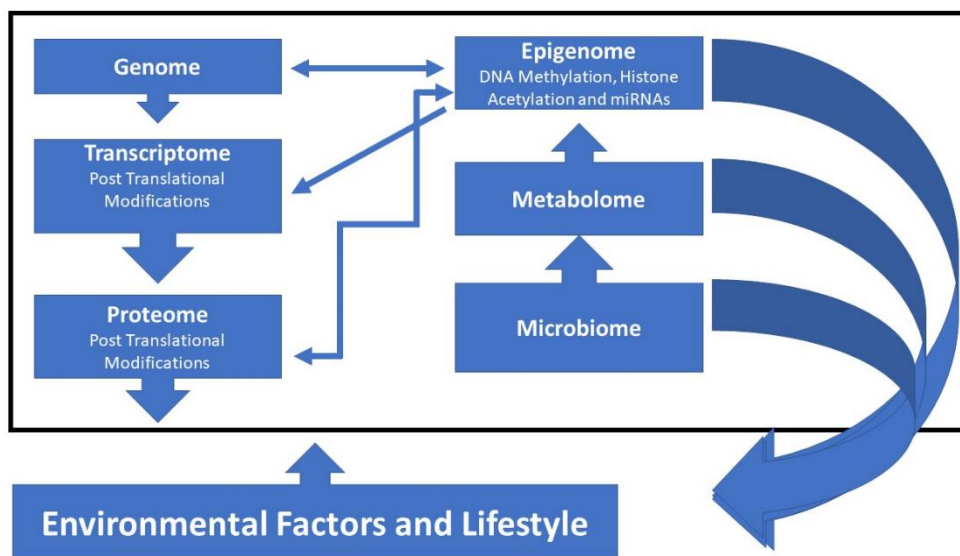 Genome
Transcriptome
Post Translational
Modifications
Proteome
Post Translational
Modifications
Epigenome
DNA Methylation, Histone
Acetylation and miRNAs
Metabolome
Microbiome
Environmental Factors and Lifestyle